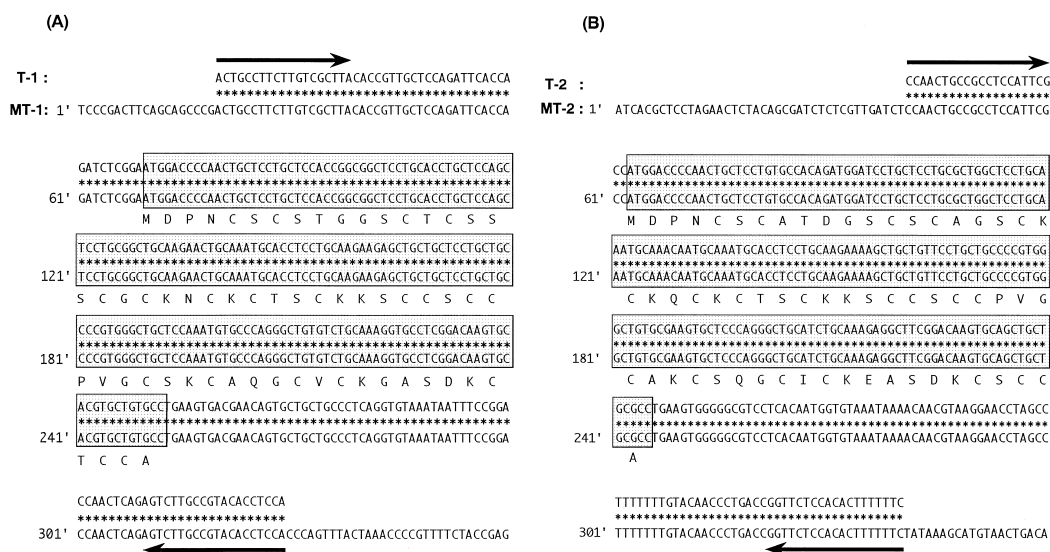 (A)
T-1 : ACTGCCTTCTTGTCGCTTACACCGTTGCTCCAGATTCACCA
***************************************
MT-1: 1' TCCCGACTTCAGCAGCCCGACTGCCTTCTTGTCGCTTACACCGTTGCTCCAGATTCACCA
GATCTCGGAATGGACCCCAACTGCTCCTGCTCCACCGGCGGCTCCTGCACCTGCTCCAGC
************************************************************
61' GATCTCGGAATGGACCCCAACTGCTCCTGCTCCACCGGCGGCTCCTGCACCTGCTCCAGC
M D P N C S C S T G G S C T C S S
TCCTGCGGCTGCAAGAACTGCAAATGCACCTCCTGCAAGAAGAGCTGCTGCTCCTGCTGC
************************************************************
121' TCCTGCGGCTGCAAGAACTGCAAATGCACCTCCTGCAAGAAGAGCTGCTGCTCCTGCTGC
S C G C K N C K C T S C K K S C C S C C
CCCGTGGGCTGCTCCAAATGTGCCCAGGGCTGTGTCTGCAAAGGTGCCTCGGACAAGTGC
************************************************************
181' CCCGTGGGCTGCTCCAAATGTGCCCAGGGCTGTGTCTGCAAAGGTGCCTCGGACAAGTGC
P V G C S K C A Q G C V C K G A S D K C
ACGTGCTGTGCCTGAAGTGACGAACAGTGCTGCTGCCCTCAGGTGTAAATAATTTCCGGA
************************************************************
241' ACGTGCTGTGCCTGAAGTGACGAACAGTGCTGCTGCCCTCAGGTGTAAATAATTTCCGGA
T C C A
CCAACTCAGAGTCTTGCCGTACACCTCCA
*****************************
301' CCAACTCAGAGTCTTGCCGTACACCTCCACCCAGTTTACTAAACCCCGTTTTCTACCGAG
(B)
T-2 : CCAACTGCCGCCTCCATTCG
********************
MT-2 : 1' ATCACGCTCCTAGAACTCTACAGCGATCTCTCGTTGATCTCCAACTGCCGCCTCCATTCG
CCATGGACCCCAACTGCTCCTGTGCCACAGATGGATCCTGCTCCTGCGCTGGCTCCTGCA
************************************************************
61' CCATGGACCCCAACTGCTCCTGTGCCACAGATGGATCCTGCTCCTGCGCTGGCTCCTGCA
M D P N C S C A T D G S C S C A G S C K
AATGCAAACAATGCAAATGCACCTCCTGCAAGAAAAGCTGCTGTTCCTGCTGCCCCGTGG
************************************************************
121' AATGCAAACAATGCAAATGCACCTCCTGCAAGAAAAGCTGCTGTTCCTGCTGCCCCGTGG
C K Q C K C T S C K K S C C S C C P V G
GCTGTGCGAAGTGCTCCCAGGGCTGCATCTGCAAAGAGGCTTCGGACAAGTGCAGCTGCT
************************************************************
181' GCTGTGCGAAGTGCTCCCAGGGCTGCATCTGCAAAGAGGCTTCGGACAAGTGCAGCTGCT
C A K C S Q G C I C K E A S D K C S C C
GCGCCTGAAGTGGGGGCGTCCTCACAATGGTGTAAATAAAACAACGTAAGGAACCTAGCC
************************************************************
241' GCGCCTGAAGTGGGGGCGTCCTCACAATGGTGTAAATAAAACAACGTAAGGAACCTAGCC
A
TTTTTTTGTACAACCCTGACCGGTTCTCCACACTTTTTTC
****************************************
301' TTTTTTTGTACAACCCTGACCGGTTCTCCACACTTTTTTCTATAAAGCATGTAACTGACA